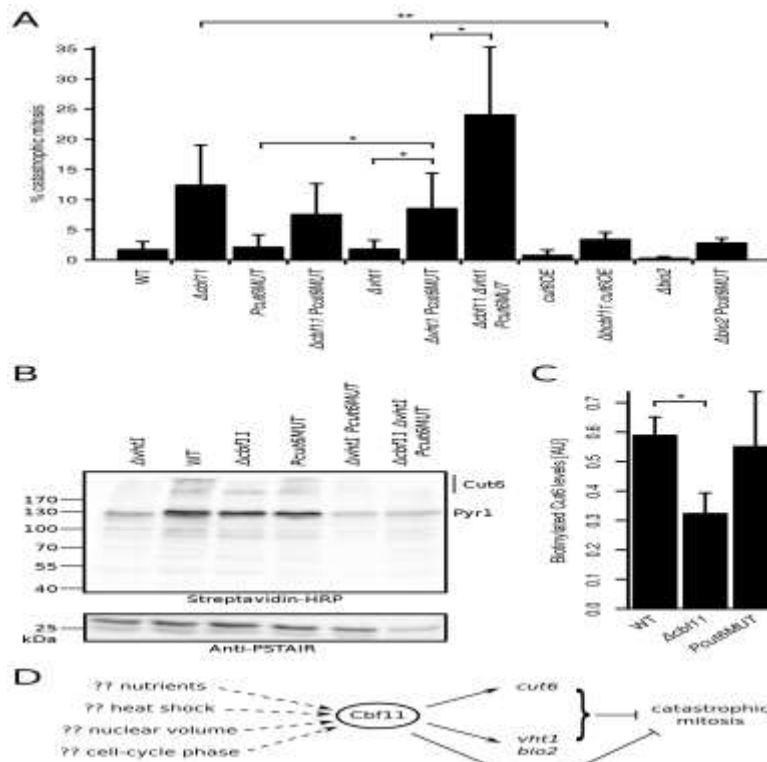 A
**
*
*
*
% catastrophic mitosis
35
30
25
20
15
10
5
0
WT
Δcbf11
Pcut6MUT
Δcbf11 Pcut6MUT
Δvht1
Δvht1 Pcut6MUT
Δcbf11 Δvht1
Pcut6MUT
cut6OE
Δbio2
Δbio2 Pcut6MUT
B
Δvht1
WT
Δcbf11
Pcut6MUT
Δvht1 Pcut6MUT
Δcbf11 Δvht1
Pcut6MUT
170
130
100
70
55
40
Cut6
Pyr1
Streptavidin-HRP
25
kDa
Anti-PSTAIR
C
*
Biotinylated Cut6 levels [AU]
0.7
0.6
0.5
0.4
0.3
0.2
0.1
0.0
WT
Δcbf11
Pcut6MUT
D
?? nutrients
?? heat shock
?? nuclear volume
?? cell-cycle phase
Cbf11
cut6
vht1
bio2
catastrophic
mitosis